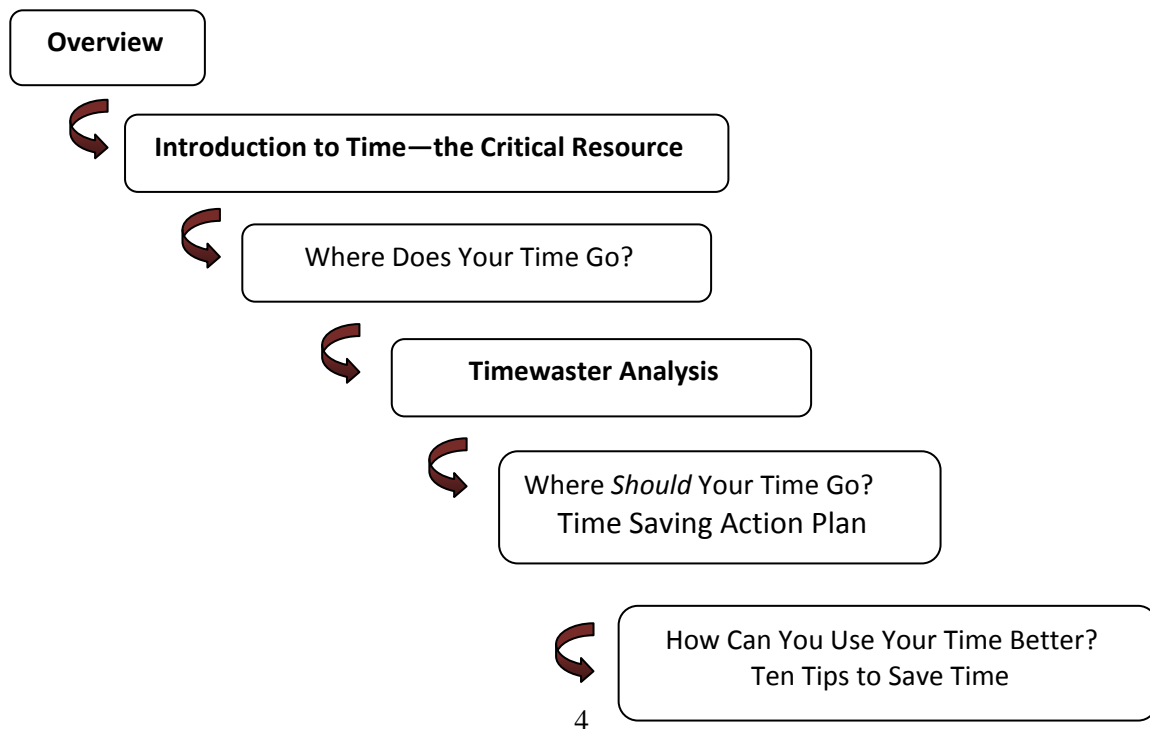 Overview
Introduction to Time—the Critical Resource
Where Does Your Time Go?
Timewaster Analysis
Where Should Your Time Go?
Time Saving Action Plan
How Can You Use Your Time Better?
Ten Tips to Save Time
4